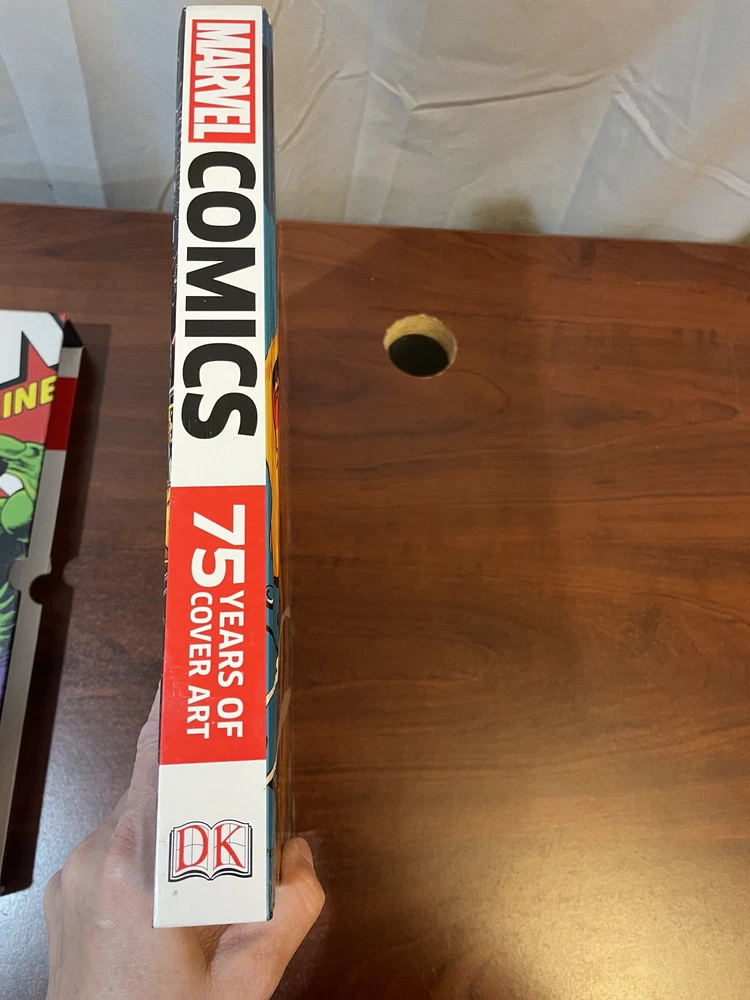 MARVEL
COMICS
75 YEARS OF
COVER ART
DK
INE